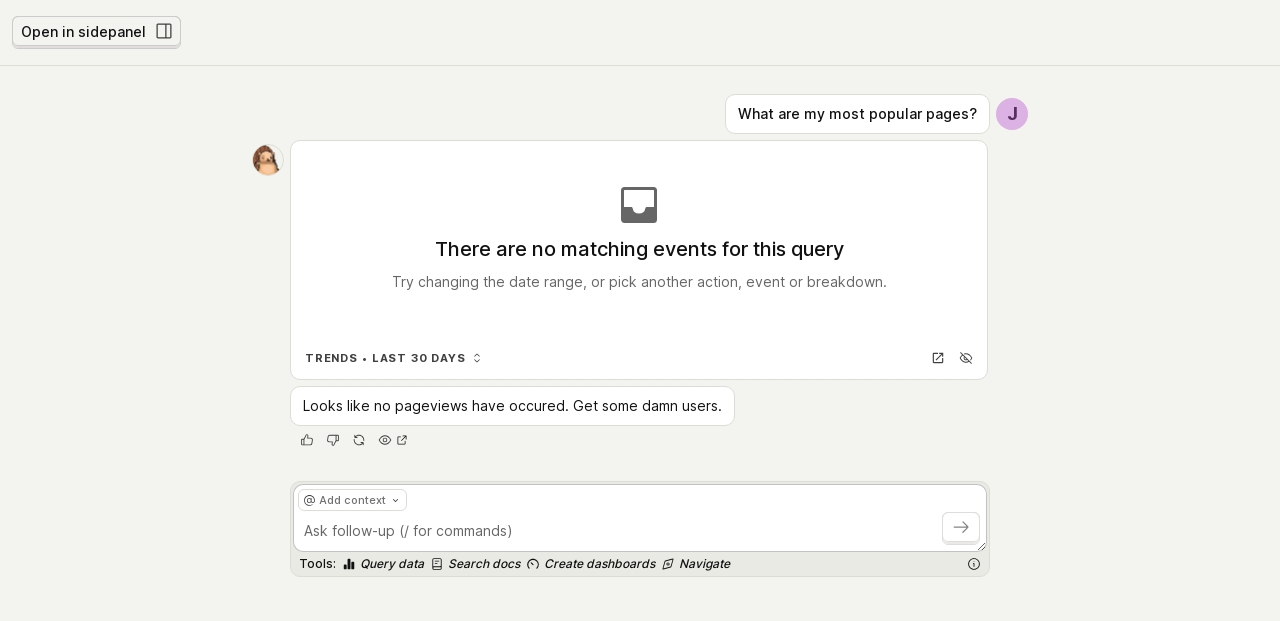 Open in sidepanel
What are my most popular pages?
J
There are no matching events for this query
Try changing the date range, or pick another action, event or breakdown.
TRENDS • LAST 30 DAYS
Looks like no pageviews have occured. Get some damn users.
@ Add context
Ask follow-up (/ for commands)
Tools: Query data Search docs Create dashboards Navigate